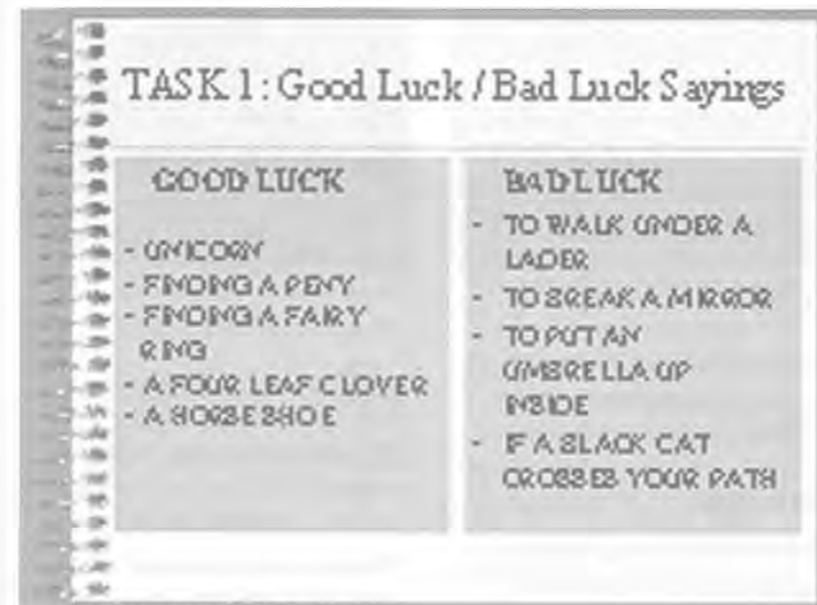 TASK 1: Good Luck / Bad Luck Sayings
GOOD LUCK
- UNICORN
- FINDING A PENY
- FINDING A FAIRY
RING
- A FOUR LEAF CLOVER
- A HORSESHOE
BAD LUCK
- TO WALK UNDER A
LADER
- TO BREAK A MIRROR
- TO PUT AN
UMBRELLA UP
INSIDE
- IF A BLACK CAT
CROSSES YOUR PATH